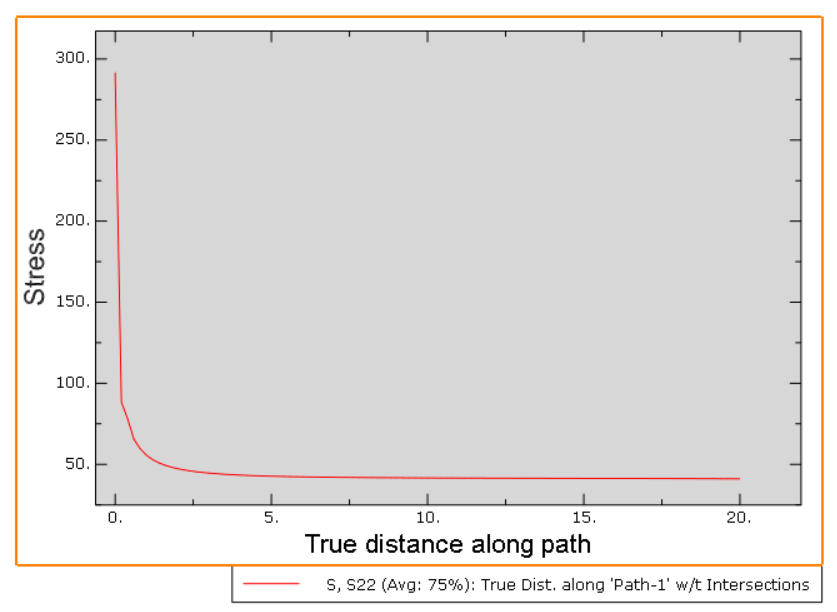 300.
250.
200.
150.
100.
50.
Stress
0. 5. 10. 15. 20.
True distance along path
S, S22 (Avg: 75%): True Dist. along 'Path-1' w/t Intersections